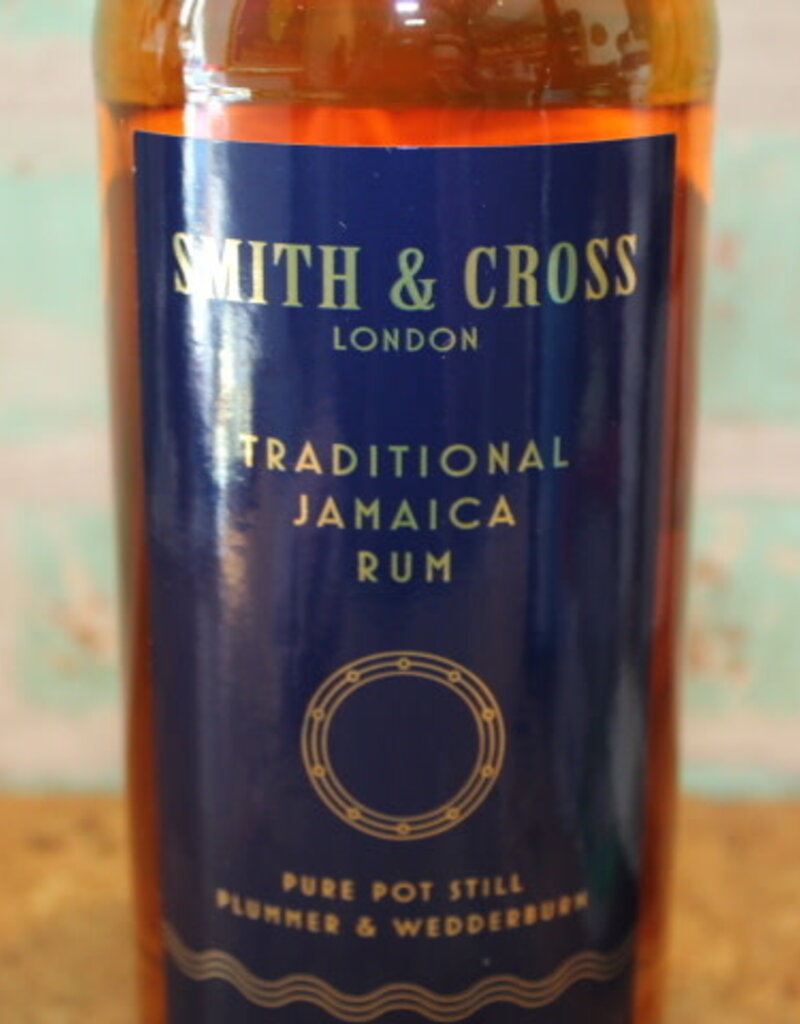 SMITH & CROSS
LONDON
TRADITIONAL
JAMAICA
RUM
PURE POT STILL
PLUMMER & WEDDERBURN